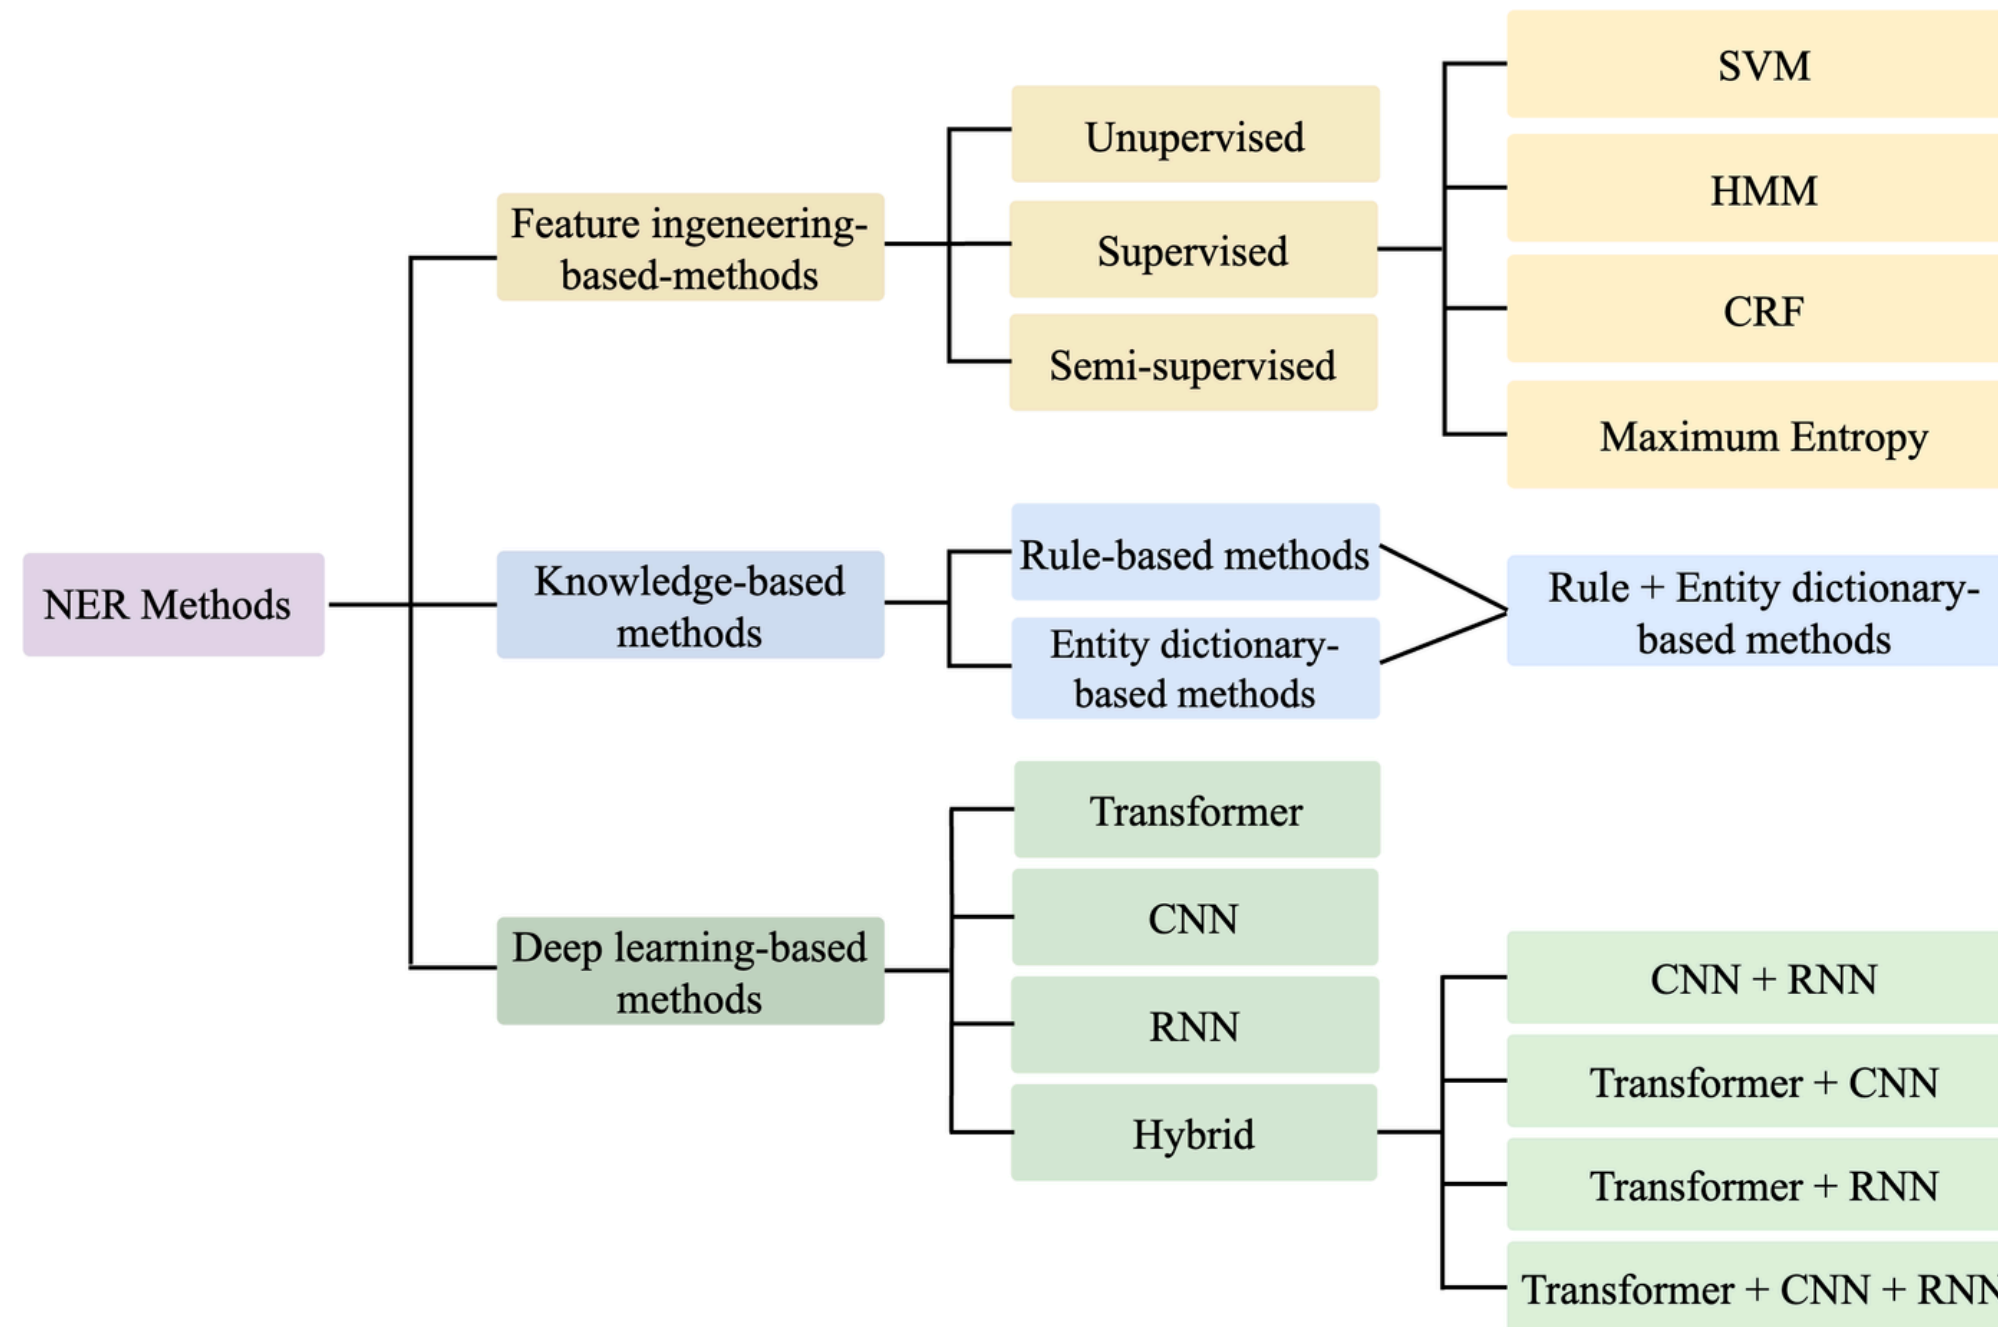 NER Methods
Feature ingeneering-
based-methods
Unupervised
Supervised
Semi-supervised
SVM
HMM
CRF
Maximum Entropy
Knowledge-based
methods
Rule-based methods
Entity dictionary-
based methods
Rule + Entity dictionary-
based methods
Deep learning-based
methods
Transformer
CNN
RNN
Hybrid
CNN + RNN
Transformer + CNN
Transformer + RNN
Transformer + CNN + RNN